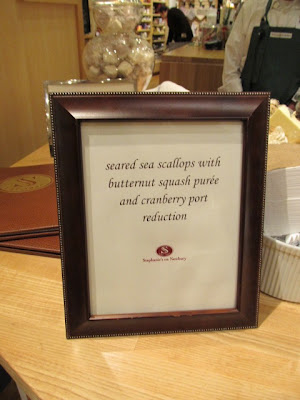 seared sea scallops with
butternut squash purée
and cranberry port
reduction
S
Stephanie's on Newbury